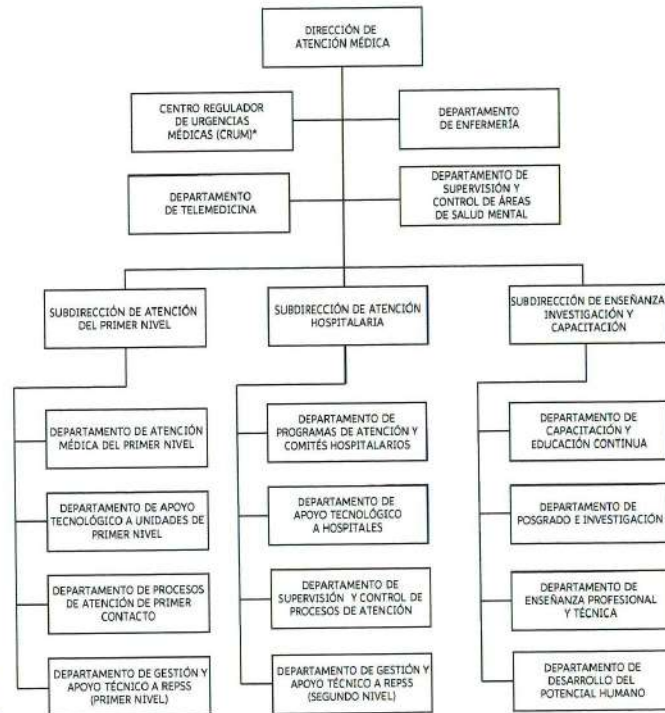 DIRECCIÓN DE
ATENCIÓN MÉDICA
CENTRO REGULADOR
DE URGENCIAS
MÉDICAS (CRUM)*
DEPARTAMENTO
DE ENFERMERÍA
DEPARTAMENTO
DE TELEMEDICINA
DEPARTAMENTO DE
SUPERVISIÓN Y
CONTROL DE ÁREAS
DE SALUD MENTAL
SUBDIRECCIÓN DE ATENCIÓN
DEL PRIMER NIVEL
SUBDIRECCIÓN DE ATENCIÓN
HOSPITALARIA
SUBDIRECCIÓN DE ENSEÑANZA
INVESTIGACIÓN Y
CAPACITACIÓN
DEPARTAMENTO DE ATENCIÓN
MÉDICA DEL PRIMER NIVEL
DEPARTAMENTO DE APOYO
TECNOLÓGICO A UNIDADES DE
PRIMER NIVEL
DEPARTAMENTO DE PROCESOS
DE ATENCIÓN DE PRIMER
CONTACTO
DEPARTAMENTO DE GESTIÓN Y
APOYO TÉCNICO A REPSS
(PRIMER NIVEL)
DEPARTAMENTO DE
PROGRAMAS DE ATENCIÓN Y
COMITÉS HOSPITALARIOS
DEPARTAMENTO DE
APOYO TECNOLÓGICO
A HOSPITALES
DEPARTAMENTO DE
SUPERVISIÓN Y CONTROL DE
PROCESOS DE ATENCIÓN
DEPARTAMENTO DE GESTIÓN Y
APOYO TÉCNICO A REPSS
(SEGUNDO NIVEL)
DEPARTAMENTO DE
CAPACITACIÓN Y
EDUCACIÓN CONTINUA
DEPARTAMENTO DE
POSGRADO E INVESTIGACIÓN
DEPARTAMENTO DE
ENSEÑANZA PROFESIONAL
Y TÉCNICA
DEPARTAMENTO DE
DESARROLLO DEL
POTENCIAL HUMANO